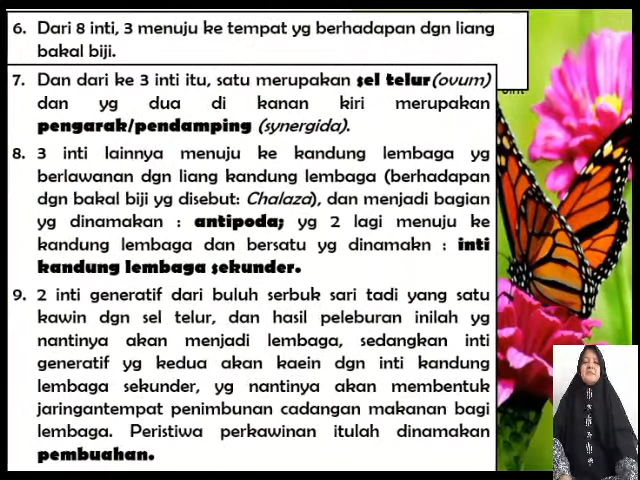 6. Dari 8 inti, 3 menuju ke tempat yg berhadapan dgn liang
bakal biji.
7. Dan dari ke 3 inti itu, satu merupakan sel telur(ovum)
dan yg dua di kanan kiri merupakan
pengarak/pendamping (synergida).
8. 3 inti lainnya menuju ke kandung lembaga yg
berlawanan dgn liang kandung lembaga (berhadapan
dgn bakal biji yg disebut: Chalaza), dan menjadi bagian
yg dinamakan : antipoda; yg 2 lagi menuju ke
kandung lembaga dan bersatu yg dinamakn : inti
kandung lembaga sekunder.
9. 2 inti generatif dari buluh serbuk sari tadi yang satu
kawin dgn sel telur, dan hasil peleburan inilah yg
nantinya akan menjadi lembaga, sedangkan inti
generatif yg kedua akan kaein dgn inti kandung
lembaga sekunder, yg nantinya akan membentuk
jaringantempat penimbunan cadangan makanan bagi
lembaga. Peristiwa perkawinan itulah dinamakan
pembuahan.